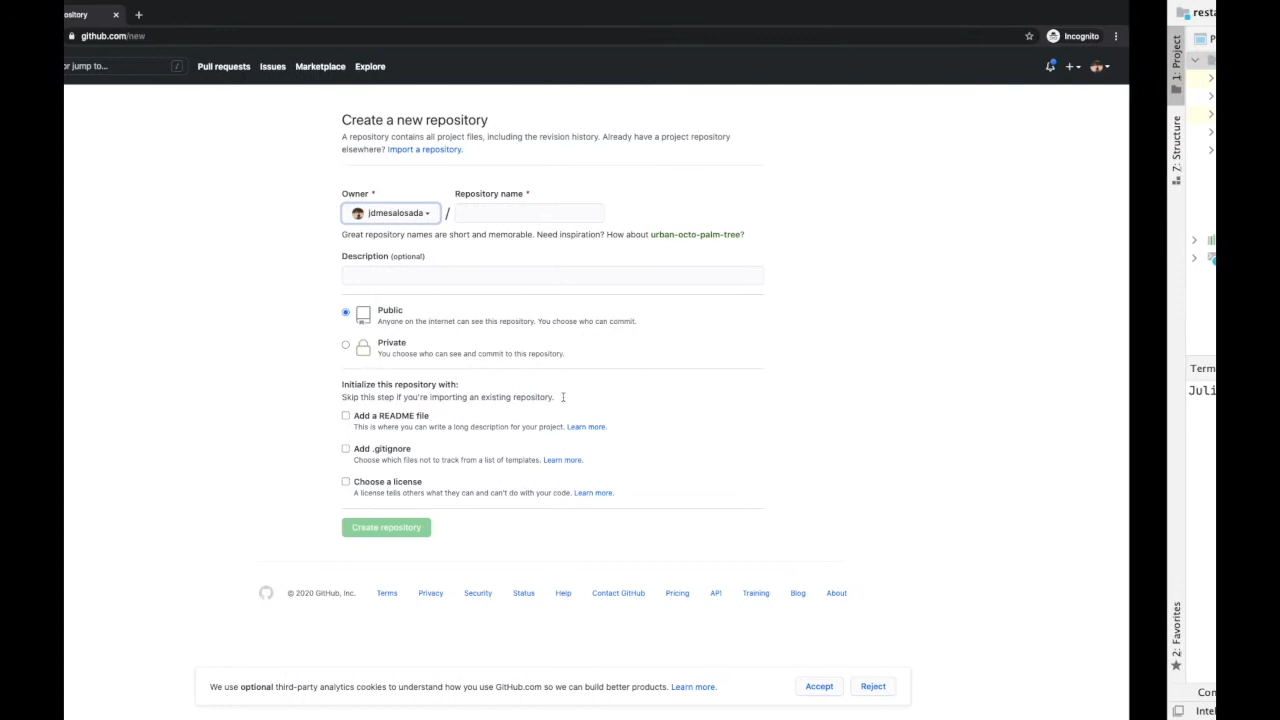 ository
github.com/new
Incognito
or jump to...
/
Pull requests
Issues
Marketplace
Explore
Create a new repository
A repository contains all project files, including the revision history. Already have a project repository
elsewhere? Import a repository.
Owner *
Repository name *
jdmesalosada
/
Great repository names are short and memorable. Need inspiration? How about urban-octo-palm-tree?
Description (optional)
Public
Anyone on the internet can see this repository. You choose who can commit.
Private
You choose who can see and commit to this repository.
Initialize this repository with:
Skip this step if you're importing an existing repository.
Add a README file
This is where you can write a long description for your project. Learn more.
Add .gitignore
Choose which files not to track from a list of templates. Learn more.
Choose a license
A license tells others what they can and can't do with your code. Learn more.
Create repository
© 2020 GitHub, Inc.
Terms
Privacy
Security
Status
Help
Contact GitHub
Pricing
API
Training
Blog
About
We use optional third-party analytics cookies to understand how you use GitHub.com so we can build better products. Learn more.
Accept
Reject
resta
P
1: Project
7: Structure
Term
Juli
2: Favorites
Con
Intel